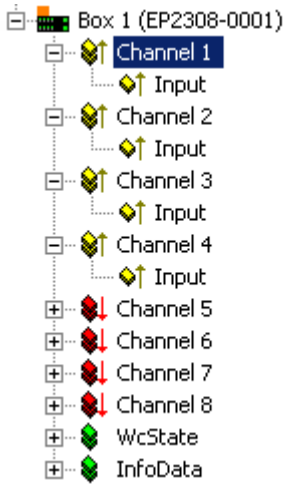 Box 1 (EP2308-0001)
Channel 1
Input
Channel 2
Input
Channel 3
Input
Channel 4
Input
Channel 5
Channel 6
Channel 7
Channel 8
WcState
InfoData